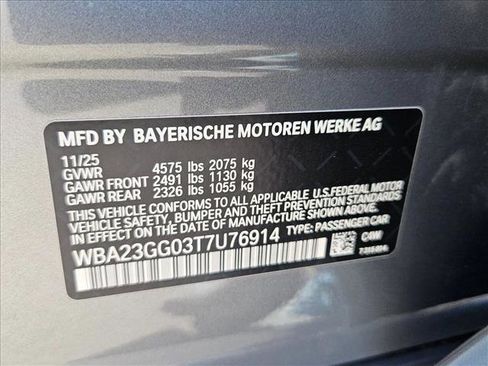 MFD BY BAYERISCHE MOTOREN WERKE AG
11/25
GVWR 4575 lbs 2075 kg
GAWR FRONT 2491 lbs 1130 kg
GAWR REAR 2326 lbs 1055 kg
THIS VEHICLE CONFORMS TO ALL APPLICABLE U.S. FEDERAL MOTOR
VEHICLE SAFETY, BUMPER, AND THEFT PREVENTION STANDARDS IN
EFFECT ON THE DATE OF MANUFACTURE SHOWN ABOVE.
WBA23GG03T7U76914 TYPE: PASSENGER CAR
C4W